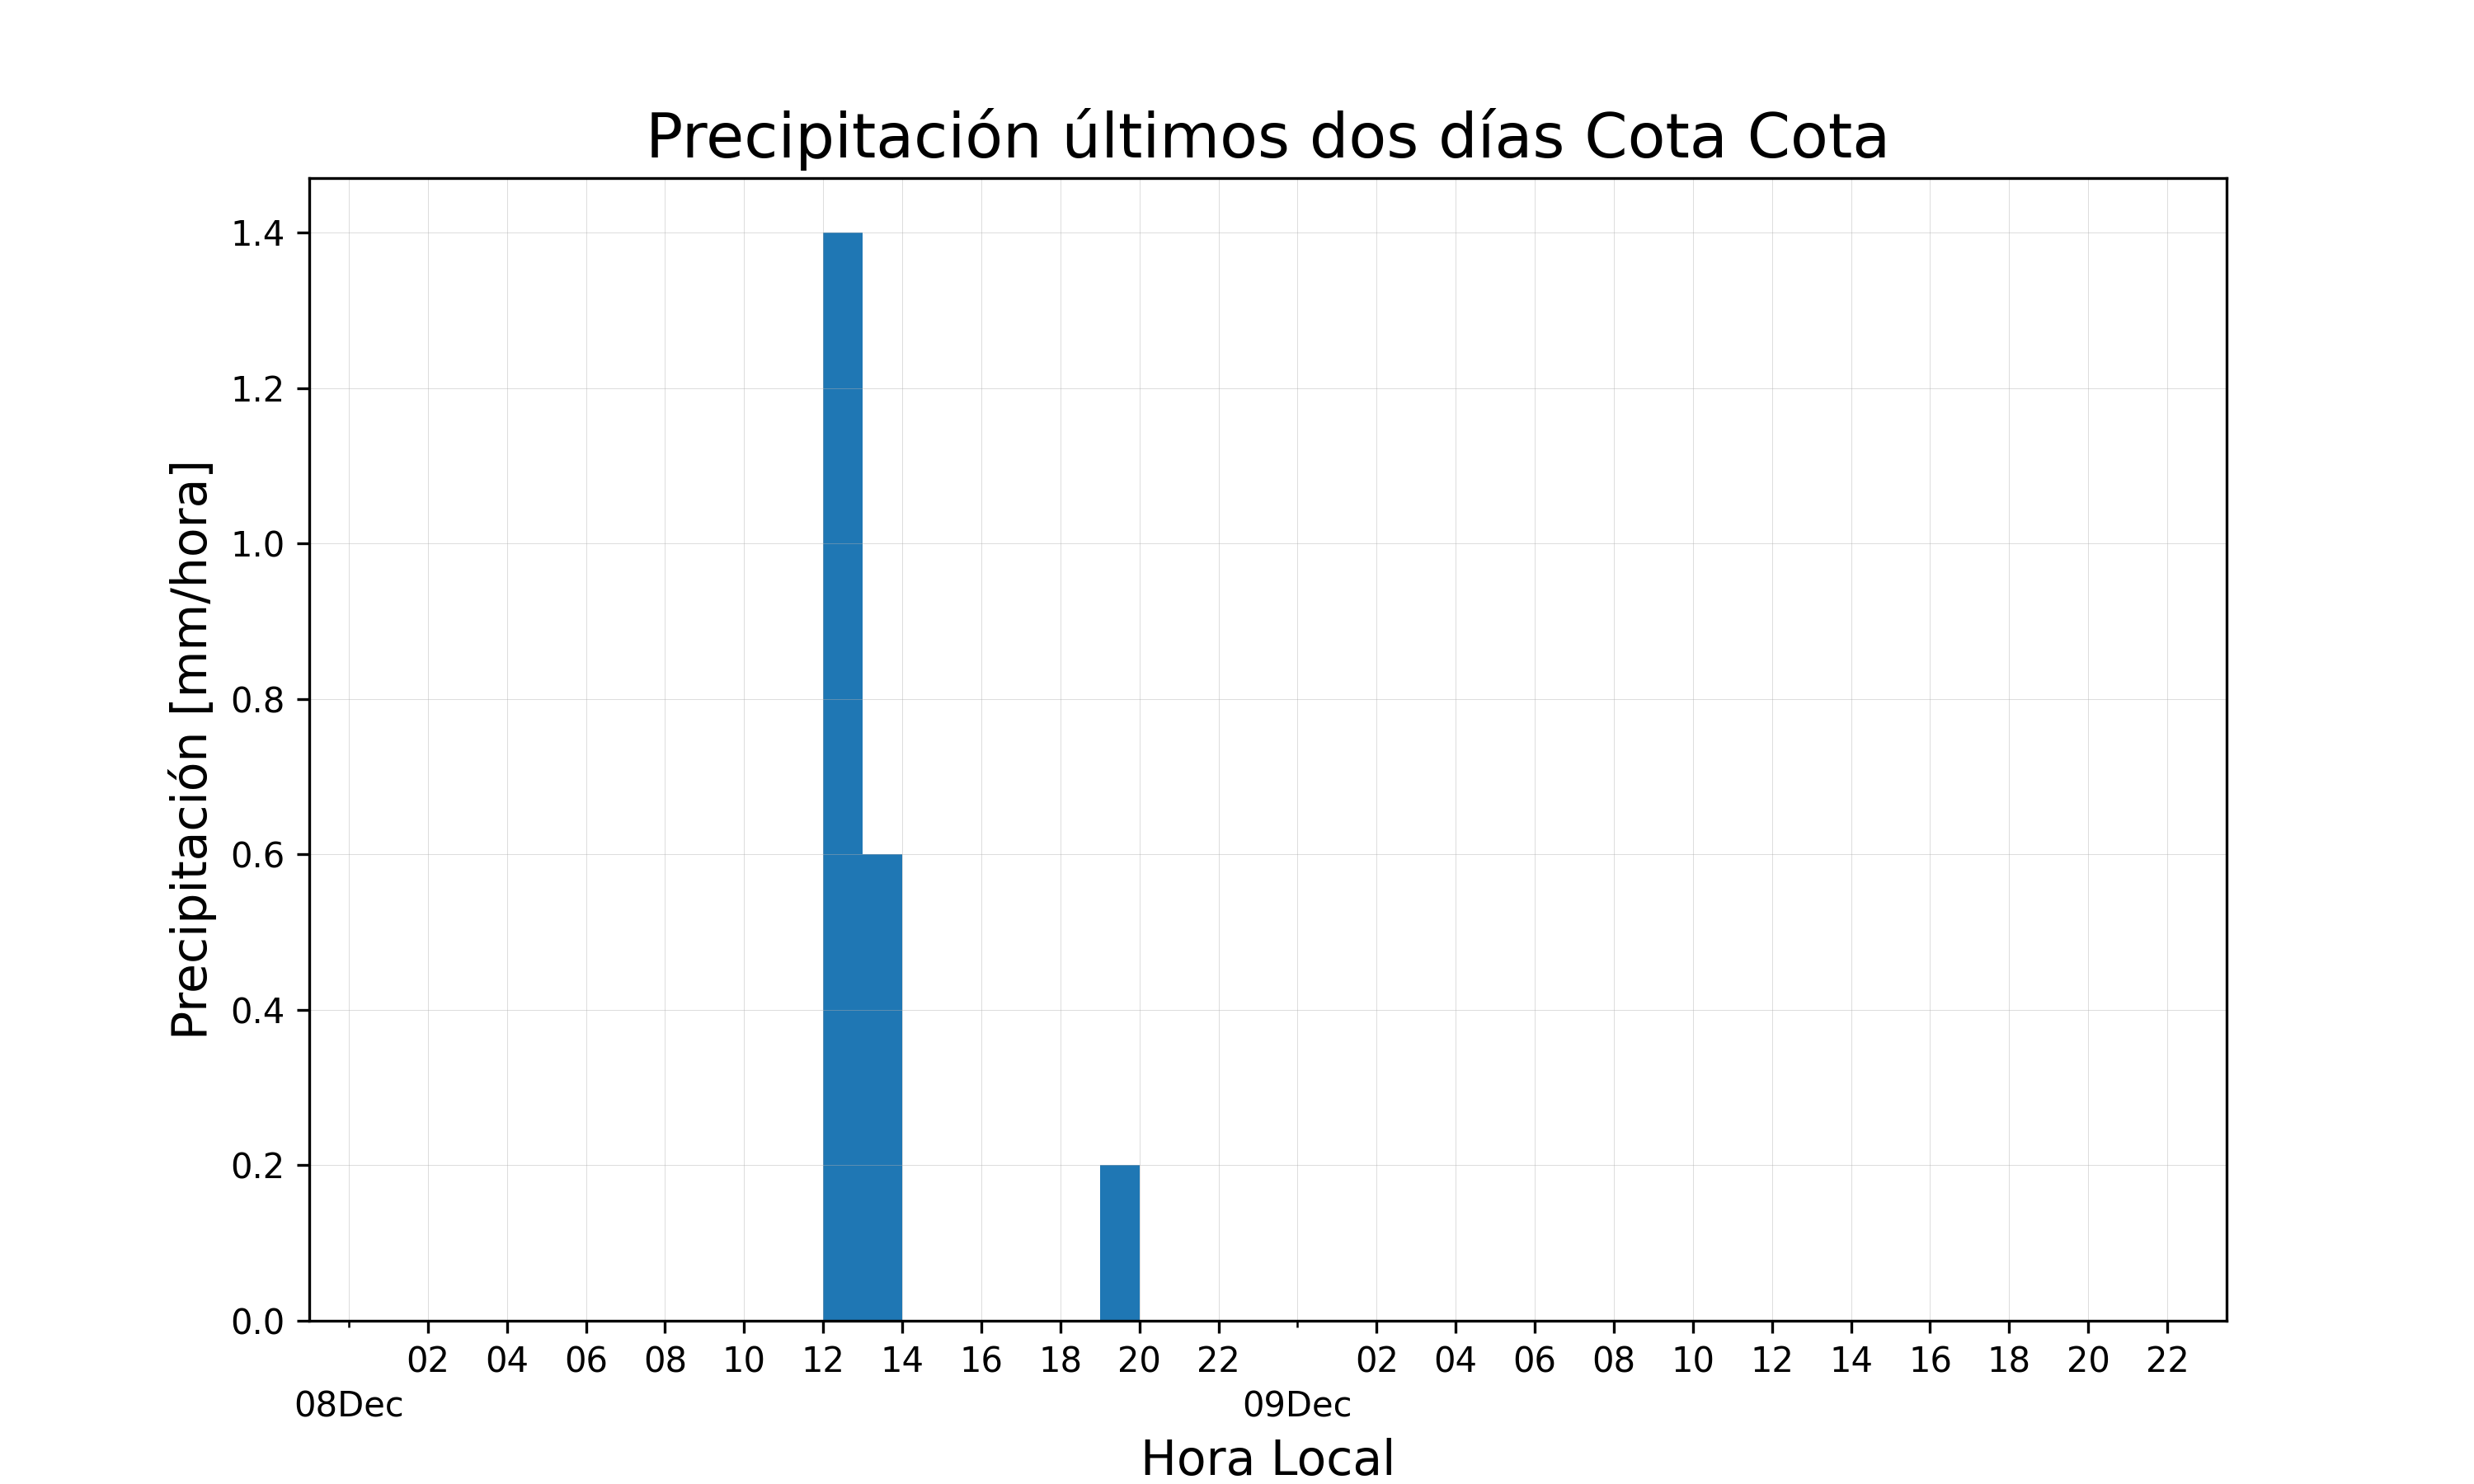 Precipitación últimos dos días Cota Cota
Precipitación [mm/hora]
1.4
1.2
1.0
0.8
0.6
0.4
0.2
0.0
02 04 06 08 10 12 14 16 18 20 22 02 04 06 08 10 12 14 16 18 20 22
08Dec 09Dec
Hora Local